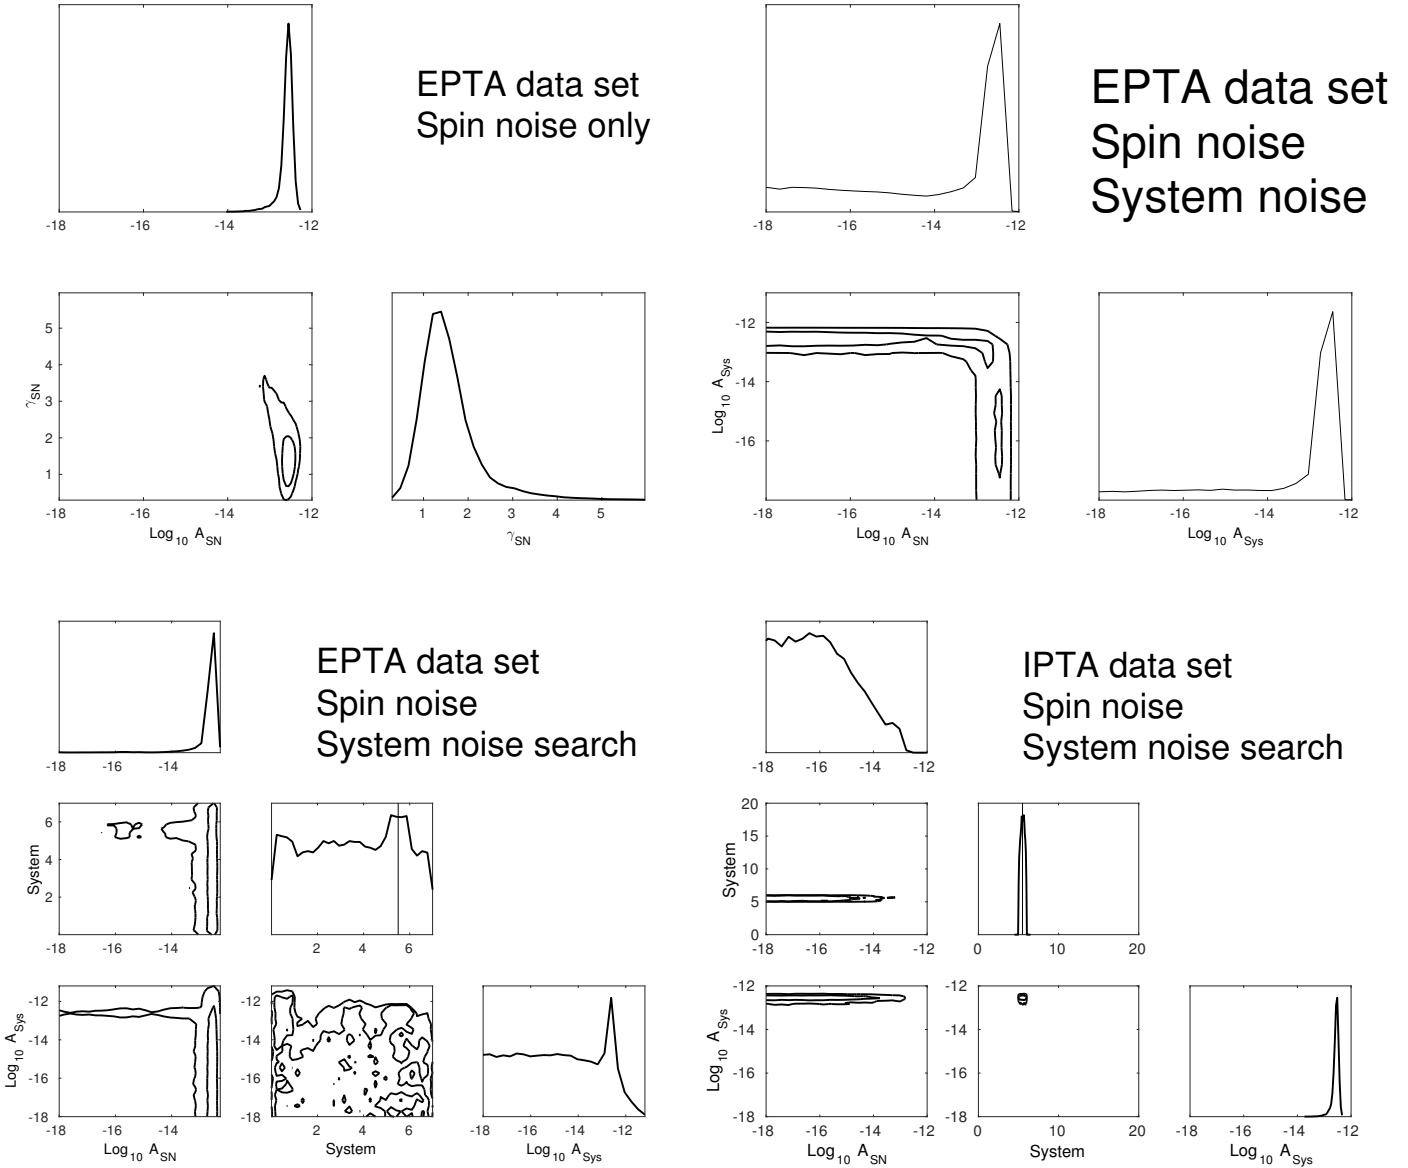 EPTA data set
Spin noise only
-18 -16 -14 -12
5
4
3
2
1
γSN
-18 -16 -14 -12
Log10 ASN
1 2 3 4 5
γSN
EPTA data set
Spin noise
System noise
-18 -16 -14 -12
-12
-14
-16
Log10 ASys
-18 -16 -14 -12
Log10 ASN
-18 -16 -14 -12
Log10 ASys
EPTA data set
Spin noise
System noise search
-18 -16 -14
6
4
2
System
-18 -16 -14
2 4 6
-12
-14
-16
-18
Log10 ASys
-18 -16 -14
Log10 ASN
-12
-14
-16
-18
2 4 6
System
-18 -16 -14 -12
Log10 ASys
IPTA data set
Spin noise
System noise search
-18 -16 -14 -12
20
15
10
5
0
System
-18 -16 -14 -12
0 10 20
-12
-14
-16
-18
Log10 ASys
-18 -16 -14 -12
Log10 ASN
-12
-14
-16
-18
0 10 20
System
-18 -16 -14 -12
Log10 ASys